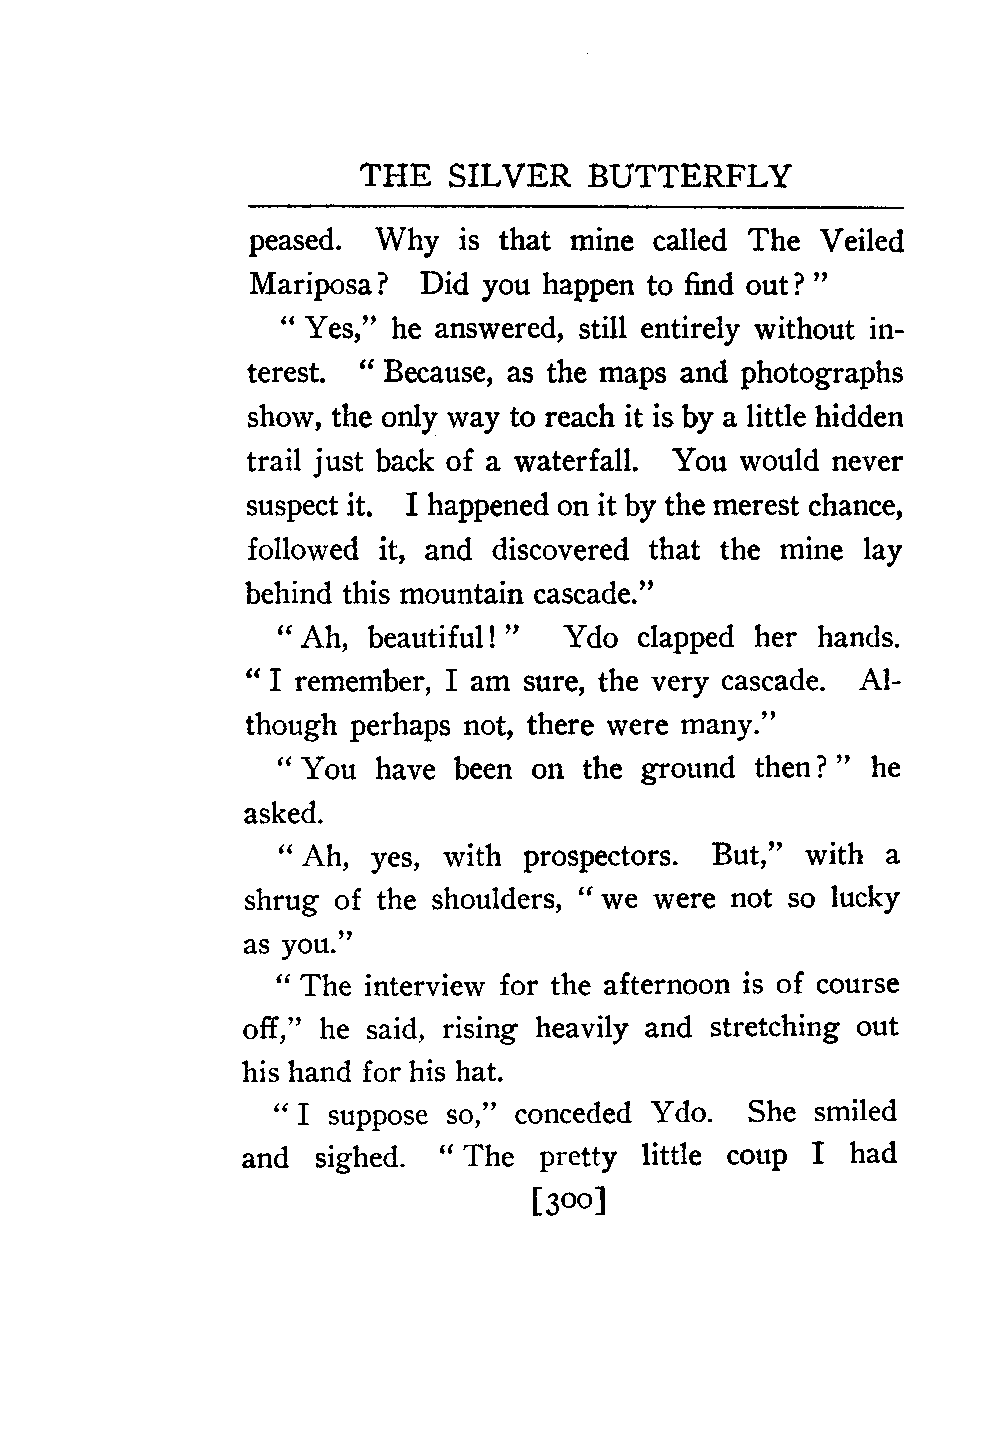 THE SILVER BUTTERFLY
peased. Why is that mine called The Veiled
Mariposa? Did you happen to find out?”
“Yes,” he answered, still entirely without in-
terest. “Because, as the maps and photographs
show, the only way to reach it is by a little hidden
trail just back of a waterfall. You would never
suspect it. I happened on it by the merest chance,
followed it, and discovered that the mine lay
behind this mountain cascade.”
“Ah, beautiful!” Ydo clapped her hands.
“I remember, I am sure, the very cascade. Al-
though perhaps not, there were many.”
“You have been on the ground then?” he
asked.
“Ah, yes, with prospectors. But,” with a
shrug of the shoulders, “we were not so lucky
as you.”
“The interview for the afternoon is of course
off,” he said, rising heavily and stretching out
his hand for his hat.
“I suppose so,” conceded Ydo. She smiled
and sighed. “The pretty little coup I had
[300]